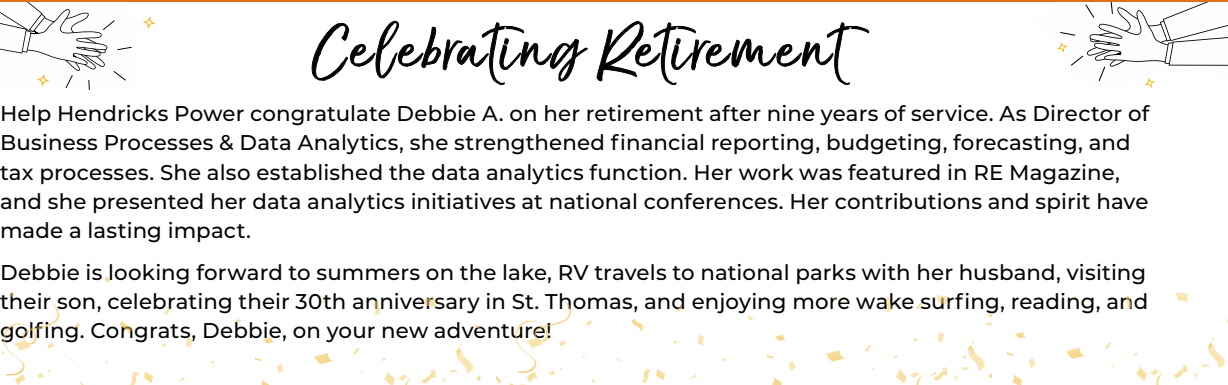 Celebrating Retirement
Help Hendricks Power congratulate Debbie A. on her retirement after nine years of service. As Director of
Business Processes & Data Analytics, she strengthened financial reporting, budgeting, forecasting, and
tax processes. She also established the data analytics function. Her work was featured in RE Magazine,
and she presented her data analytics initiatives at national conferences. Her contributions and spirit have
made a lasting impact.
Debbie is looking forward to summers on the lake, RV travels to national parks with her husband, visiting
their son, celebrating their 30th anniversary in St. Thomas, and enjoying more wake surfing, reading, and
golfing. Congrats, Debbie, on your new adventure!